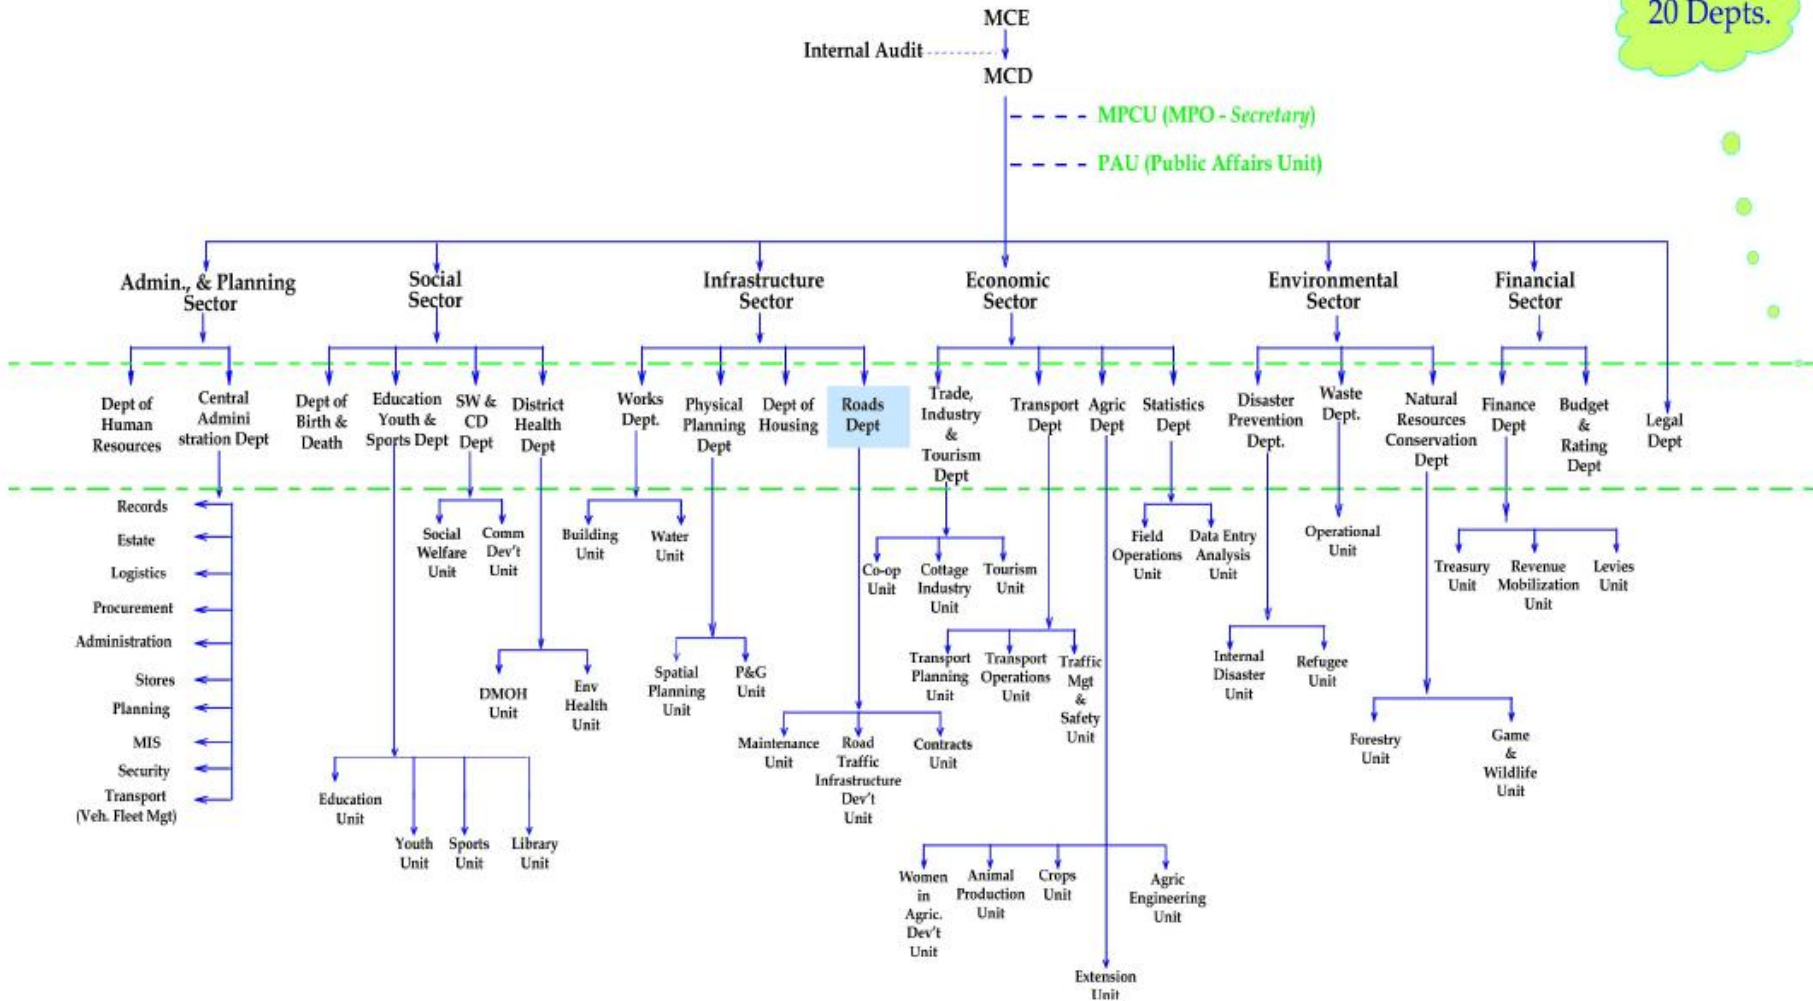 20 Depts.
MCE
Internal Audit
MCD
MPCU (MPO - Secretary)
PAU (Public Affairs Unit)
Admin., & Planning
Sector
Social
Sector
Infrastructure
Sector
Economic
Sector
Environmental
Sector
Financial
Sector
Dept of
Human
Resources
Central
Admini
stration Dept
Dept of
Birth &
Death
Education
Youth &
Sports Dept
SW &
CD
Dept
District
Health
Dept
Works
Dept.
Physical
Planning
Dept
Dept of
Housing
Roads
Dept
Trade,
Industry
&
Tourism
Dept
Transport
Dept
Agric
Dept
Statistics
Dept
Disaster
Prevention
Dept.
Waste
Dept.
Natural
Resources
Conservation
Dept
Finance
Dept
Budget
&
Rating
Dept
Legal
Dept
Records
Estate
Logistics
Procurement
Administration
Stores
Planning
MIS
Security
Transport
(Veh. Fleet Mgt)
Education
Unit
Youth
Unit
Sports
Unit
Library
Unit
Social
Welfare
Unit
Comm
Dev't
Unit
DMOH
Unit
Env
Health
Unit
Building
Unit
Water
Unit
Spatial
Planning
Unit
P&G
Unit
Maintenance
Unit
Road
Traffic
Infrastructure
Dev't
Unit
Contracts
Unit
Co-op
Unit
Cottage
Industry
Unit
Tourism
Unit
Transport
Planning
Unit
Transport
Operations
Unit
Traffic
Mgt
&
Safety
Unit
Women
in
Agric.
Dev't
Unit
Animal
Production
Unit
Crops
Unit
Extension
Unit
Agric
Engineering
Unit
Field
Operations
Unit
Data Entry
Analysis
Unit
Internal
Disaster
Unit
Refugee
Unit
Operational
Unit
Forestry
Unit
Game
&
Wildlife
Unit
Treasury
Unit
Revenue
Mobilization
Unit
Levies
Unit